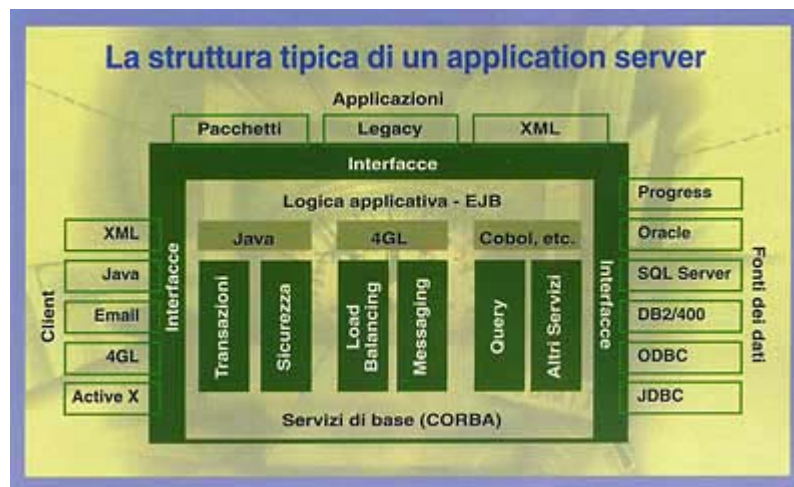 La struttura tipica di un application server
Applicazioni
Pacchetti Legacy XML
Interfacce
Logica applicativa - EJB
Java 4GL Cobol, etc.
Transazioni
Sicurezza
Load
Balancing
Messaging
Query
Altri Servizi
Servizi di base (CORBA)
Client
XML
Java
Email
4GL
Active X
Interfacce
Interfacce
Progress
Oracle
SQL Server
DB2/400
ODBC
JDBC
Fonti dei dati